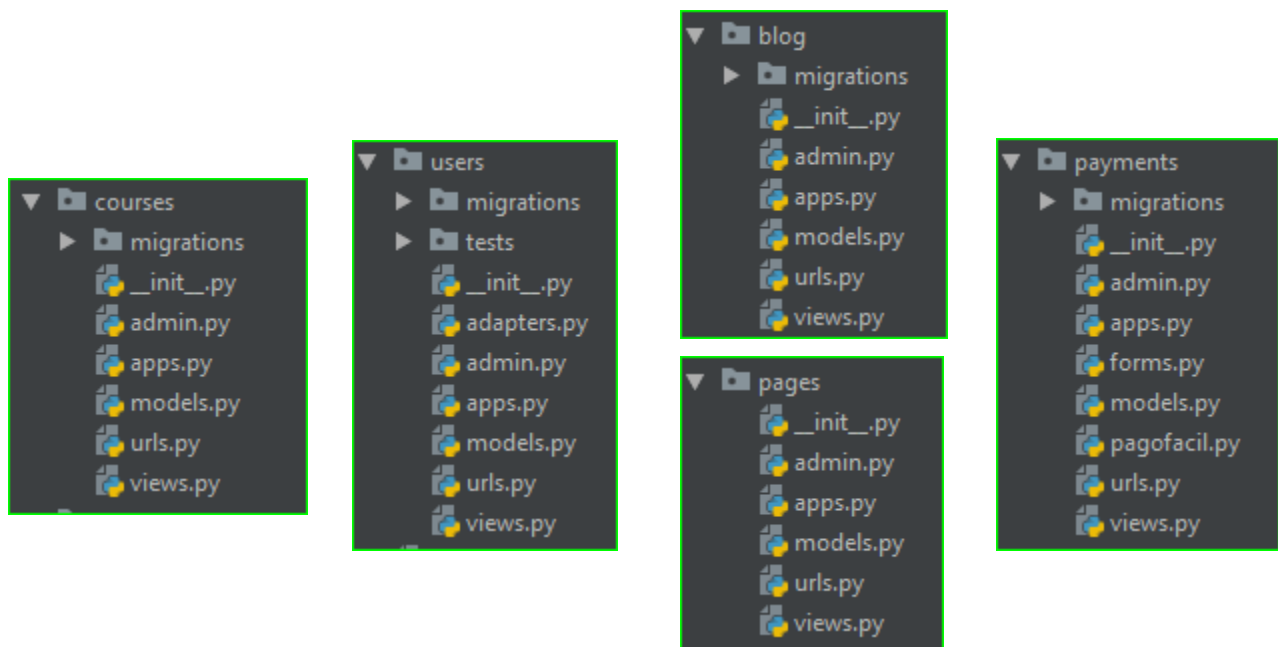 courses
migrations
__init__.py
admin.py
apps.py
models.py
urls.py
views.py
users
migrations
tests
__init__.py
adapters.py
admin.py
apps.py
models.py
urls.py
views.py
blog
migrations
__init__.py
admin.py
apps.py
models.py
urls.py
views.py
pages
__init__.py
admin.py
apps.py
models.py
urls.py
views.py
payments
migrations
__init__.py
admin.py
apps.py
forms.py
models.py
pagofacil.py
urls.py
views.py